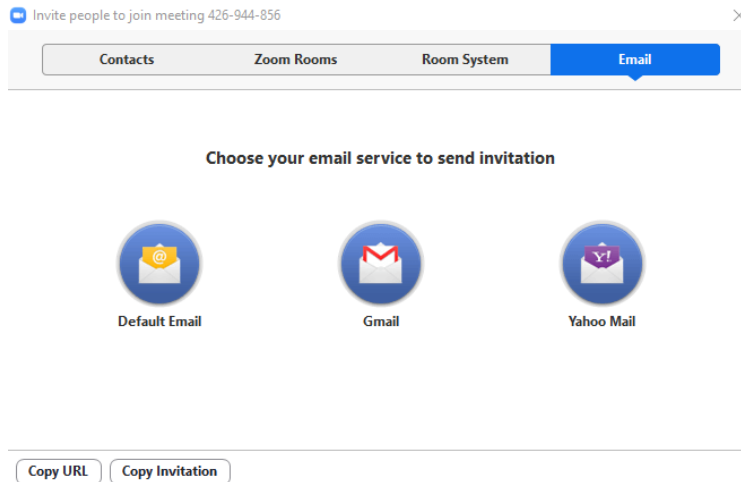 Invite people to join meeting 426-944-856
Contacts Zoom Rooms Room System Email
Choose your email service to send invitation
@ Y!
Default Email Gmail Yahoo Mail
Copy URL Copy Invitation